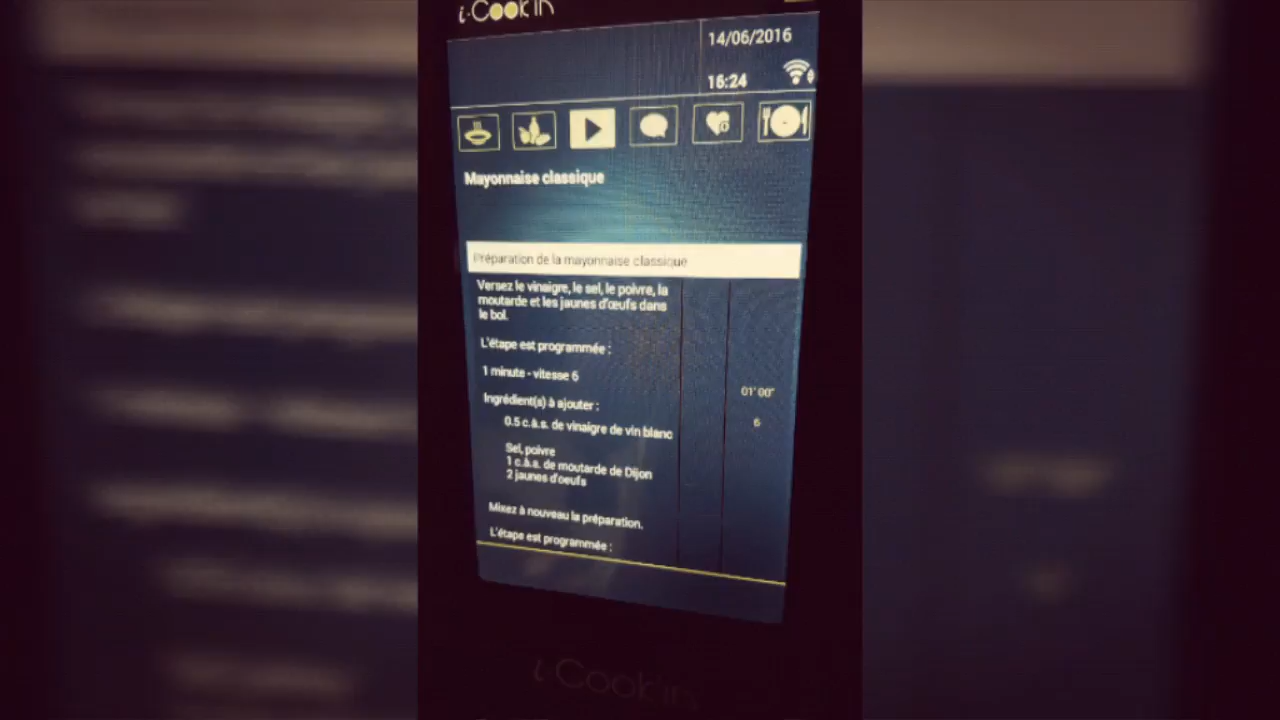 i-Cook'in
14/06/2016
16:24
Mayonnaise classique
Préparation de la mayonnaise classique
Versez le vinaigre, le sel, le poivre, la
moutarde et les jaunes d'œufs dans
le bol.
L'étape est programmée :
1 minute - vitesse 6
01' 00"
Ingrédient(s) à ajouter :
6
0.5 c.à.s. de vinaigre de vin blanc
Sel, poivre
1 c.à.s. de moutarde de Dijon
2 jaunes d'oeufs
Mixez à nouveau la préparation.
L'étape est programmée :
i-Cook'in